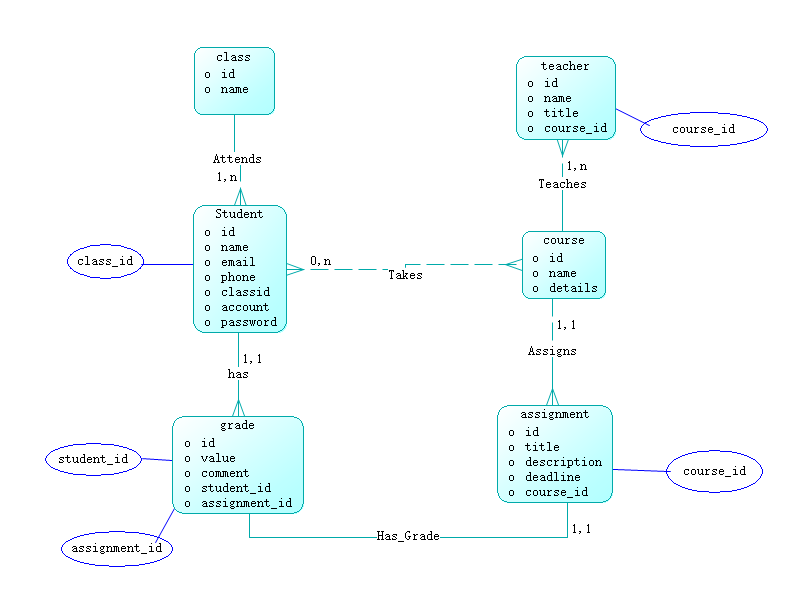 class
o id
o name
Attends
1,n
Student
o id
o name
o email
o phone
o classid
o account
o password
class_id
0,n
Takes
teacher
o id
o name
o title
o course_id
course_id
1,n
Teaches
course
o id
o name
o details
1,1
Assigns
1,1
has
grade
o id
o value
o comment
o student_id
o assignment_id
student_id
assignment_id
assignment
o id
o title
o description
o deadline
o course_id
course_id
1,1
Has_Grade